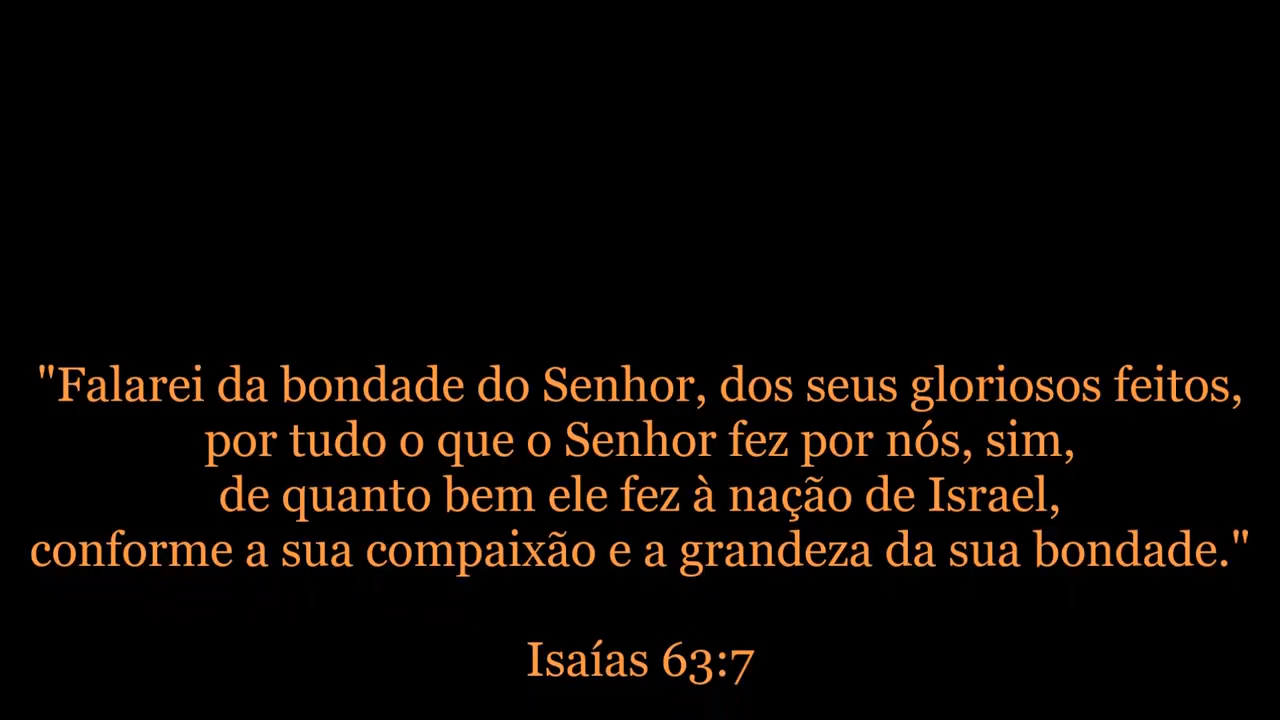 "Falarei da bondade do Senhor, dos seus gloriosos feitos,
por tudo o que o Senhor fez por nós, sim,
de quanto bem ele fez à nação de Israel,
conforme a sua compaixão e a grandeza da sua bondade."
Isaías 63:7